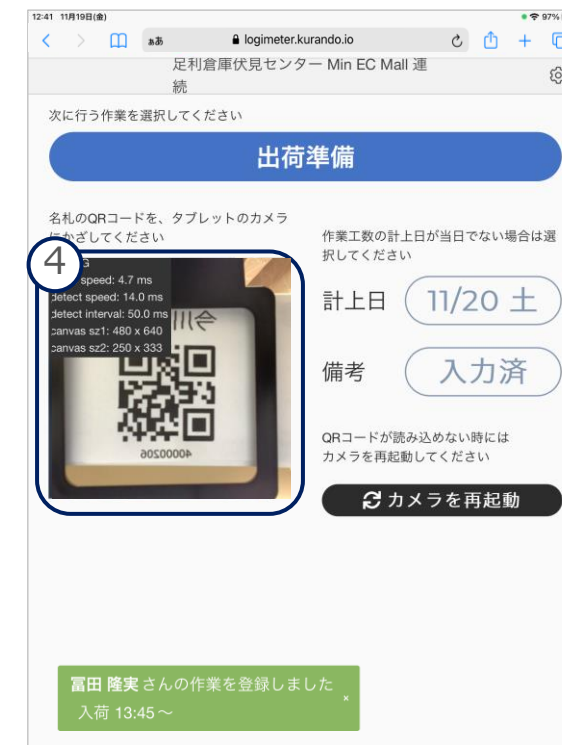 12:41 11月19日(金)
97%
ぁあ
logimeter.kurando.io
足利倉庫伏見センター Min EC Mall 連
続
次に行う作業を選択してください
出荷準備
名札のQRコードを、タブレットのカメラ
にかざしてください
4
speed: 4.7 ms
detect speed: 14.0 ms
detect interval: 50.0 ms
canvas sz1: 480 x 640
canvas sz2: 250 x 333
40000206
作業工数の計上日が当日でない場合は選
択してください
計上日 11/20 土
備考 入力済
QRコードが読み込めない時には
カメラを再起動してください
カメラを再起動
冨田 隆実 さんの作業を登録しました
入荷 13:45～
×